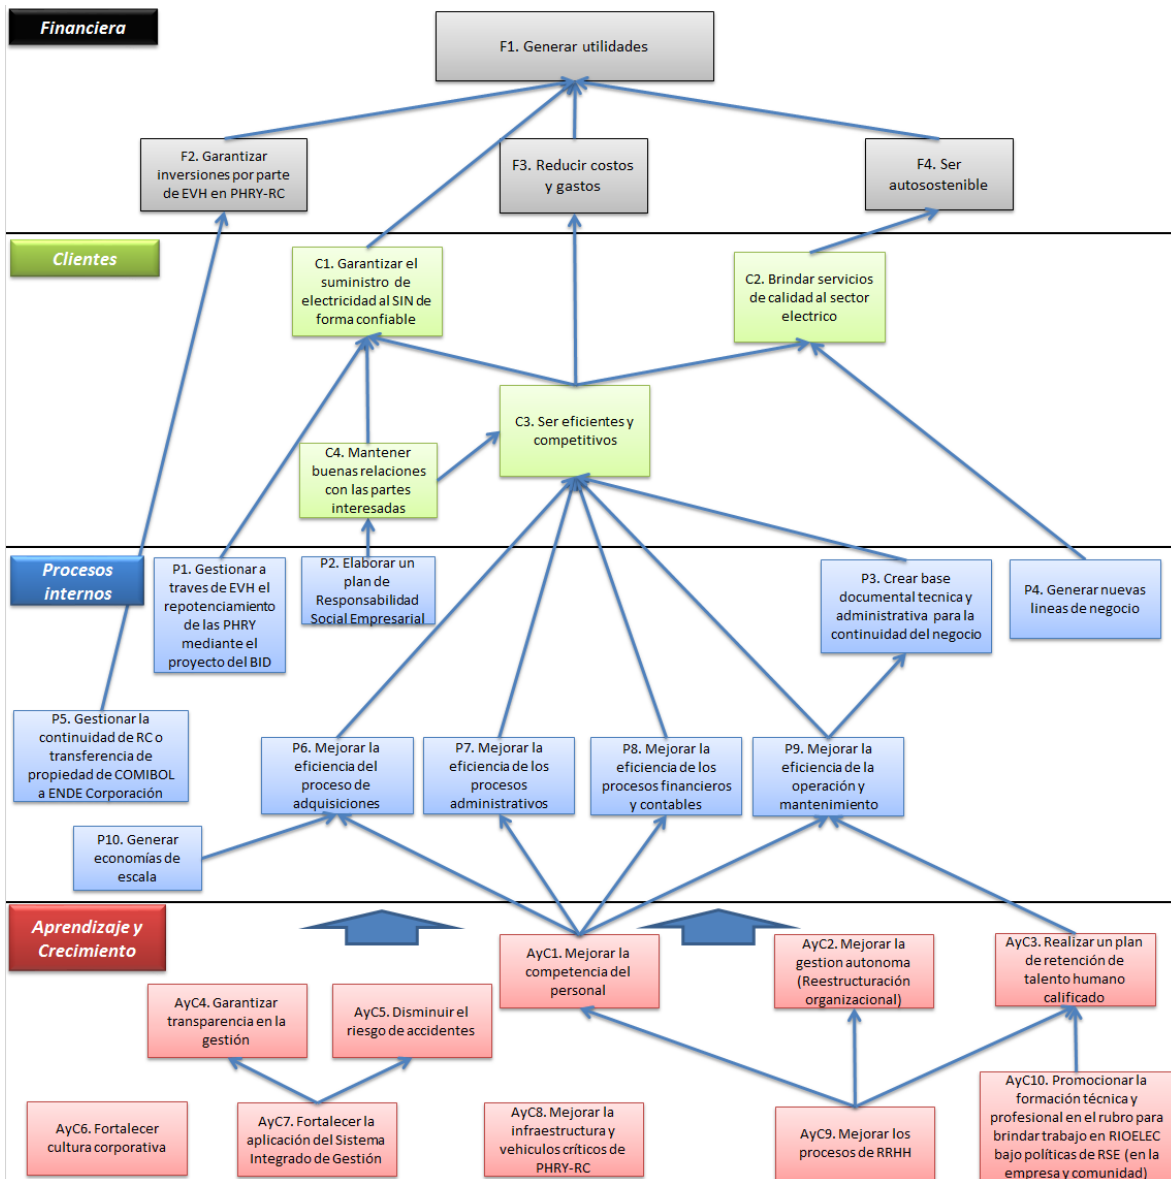 Financiera
F1. Generar utilidades
F2. Garantizar
inversiones por parte
de EVH en PHRY-RC
F3. Reducir costos
y gastos
F4. Ser
autosostenible
Clientes
C1. Garantizar el
suministro de
electricidad al SIN de
forma confiable
C2. Brindar servicios
de calidad al sector
electrico
C3. Ser eficientes y
competitivos
C4. Mantener
buenas relaciones
con las partes
interesadas
Procesos
internos
P1. Gestionar a
traves de EVH el
repotenciamiento
de las PHRY
mediante el
proyecto del BID
P2. Elaborar un
plan de
Responsabilidad
Social Empresarial
P3. Crear base
documental tecnica y
administrativa para la
continuidad del negocio
P4. Generar nuevas
lineas de negocio
P5. Gestionar la
continuidad de RC o
transferencia de
propiedad de COMIBOL
a ENDE Corporación
P6. Mejorar la
eficiencia del
proceso de
adquisiciones
P7. Mejorar la
eficiencia de los
procesos
administrativos
P8. Mejorar la
eficiencia de los
procesos financieros
y contables
P9. Mejorar la
eficiencia de la
operación y
mantenimiento
P10. Generar
economías de
escala
Aprendizaje y
Crecimiento
AyC1. Mejorar la
competencia del
personal
AyC2. Mejorar la
gestion autonoma
(Reestructuración
organizacional)
AyC3. Realizar un plan
de retención de
talento humano
calificado
AyC4. Garantizar
transparencia en la
gestión
AyC5. Disminuir el
riesgo de accidentes
AyC6. Fortalecer
cultura corporativa
AyC7. Fortalecer la
aplicación del Sistema
Integrado de Gestión
AyC8. Mejorar la
infraestructura y
vehiculos críticos de
PHRY-RC
AyC9. Mejorar los
procesos de RRHH
AyC10. Promocionar la
formación técnica y
profesional en el rubro para
brindar trabajo en RIOELEC
bajo políticas de RSE (en la
empresa y comunidad)